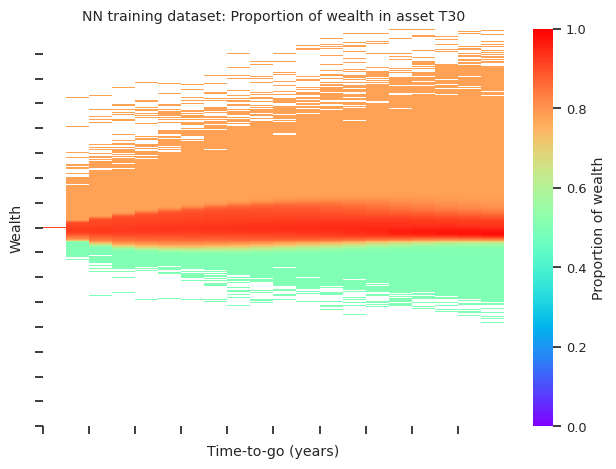 NN training dataset: Proportion of wealth in asset T30
Wealth
Time-to-go (years)
1.0
0.8
0.6
0.4
0.2
0.0
Proportion of wealth